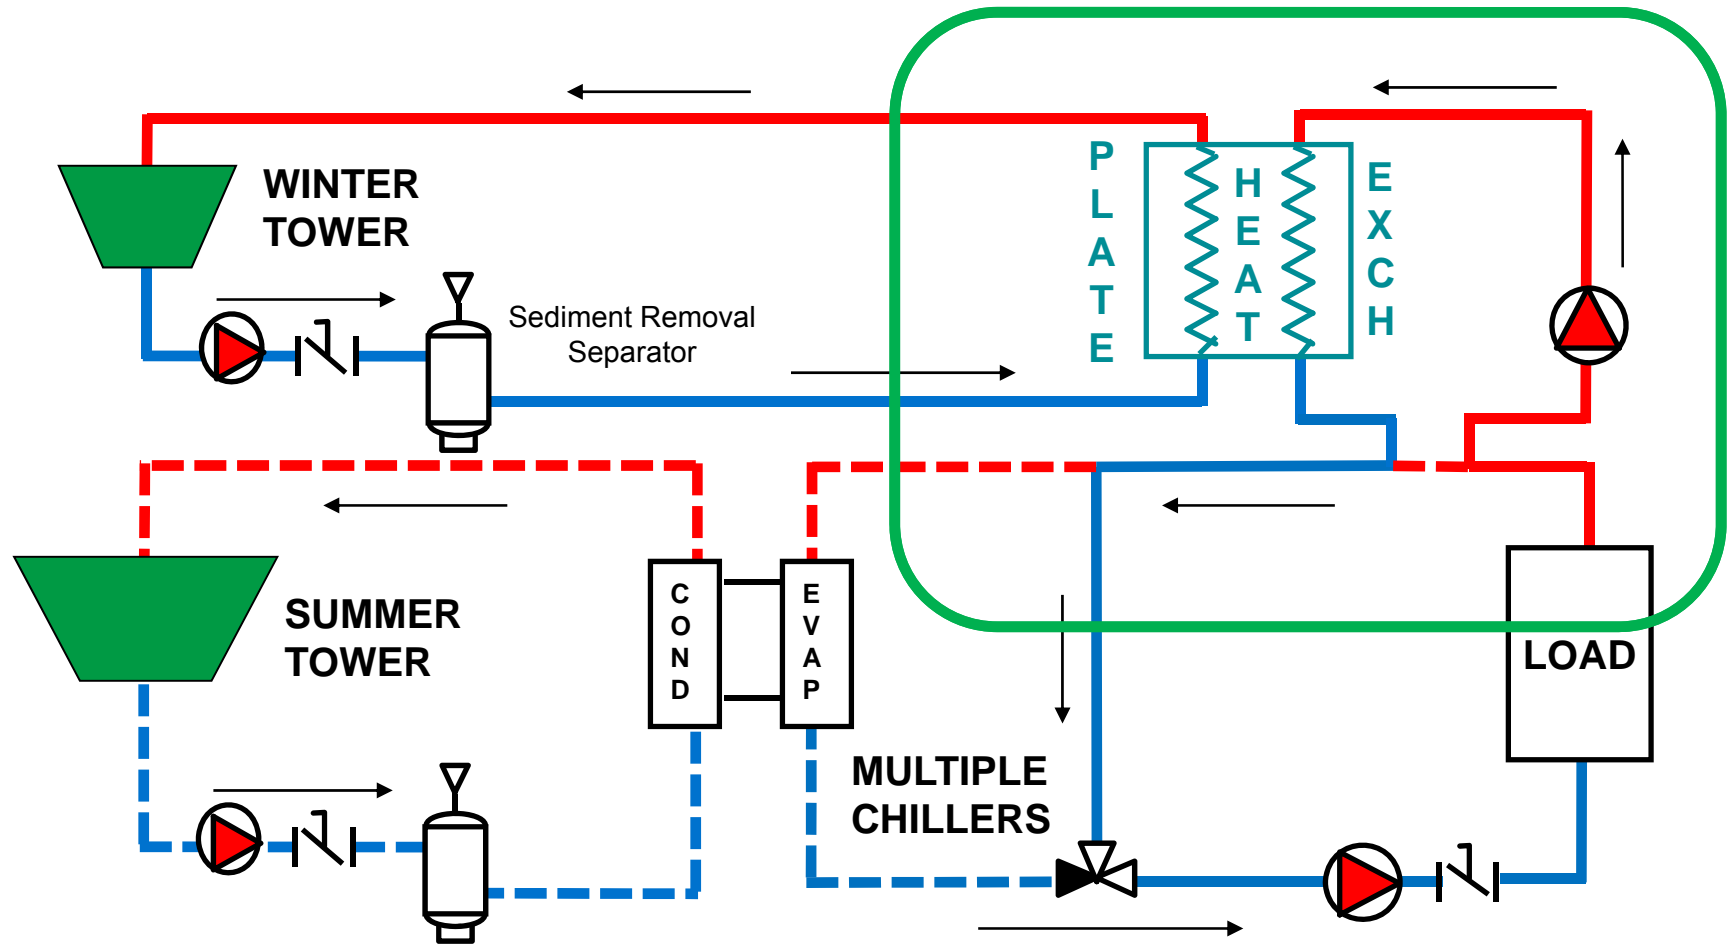 WINTER
TOWER
Sediment Removal
Separator
PLATE
HEAT
EXCH
SUMMER
TOWER
COND
EVAP
MULTIPLE
CHILLERS
LOAD